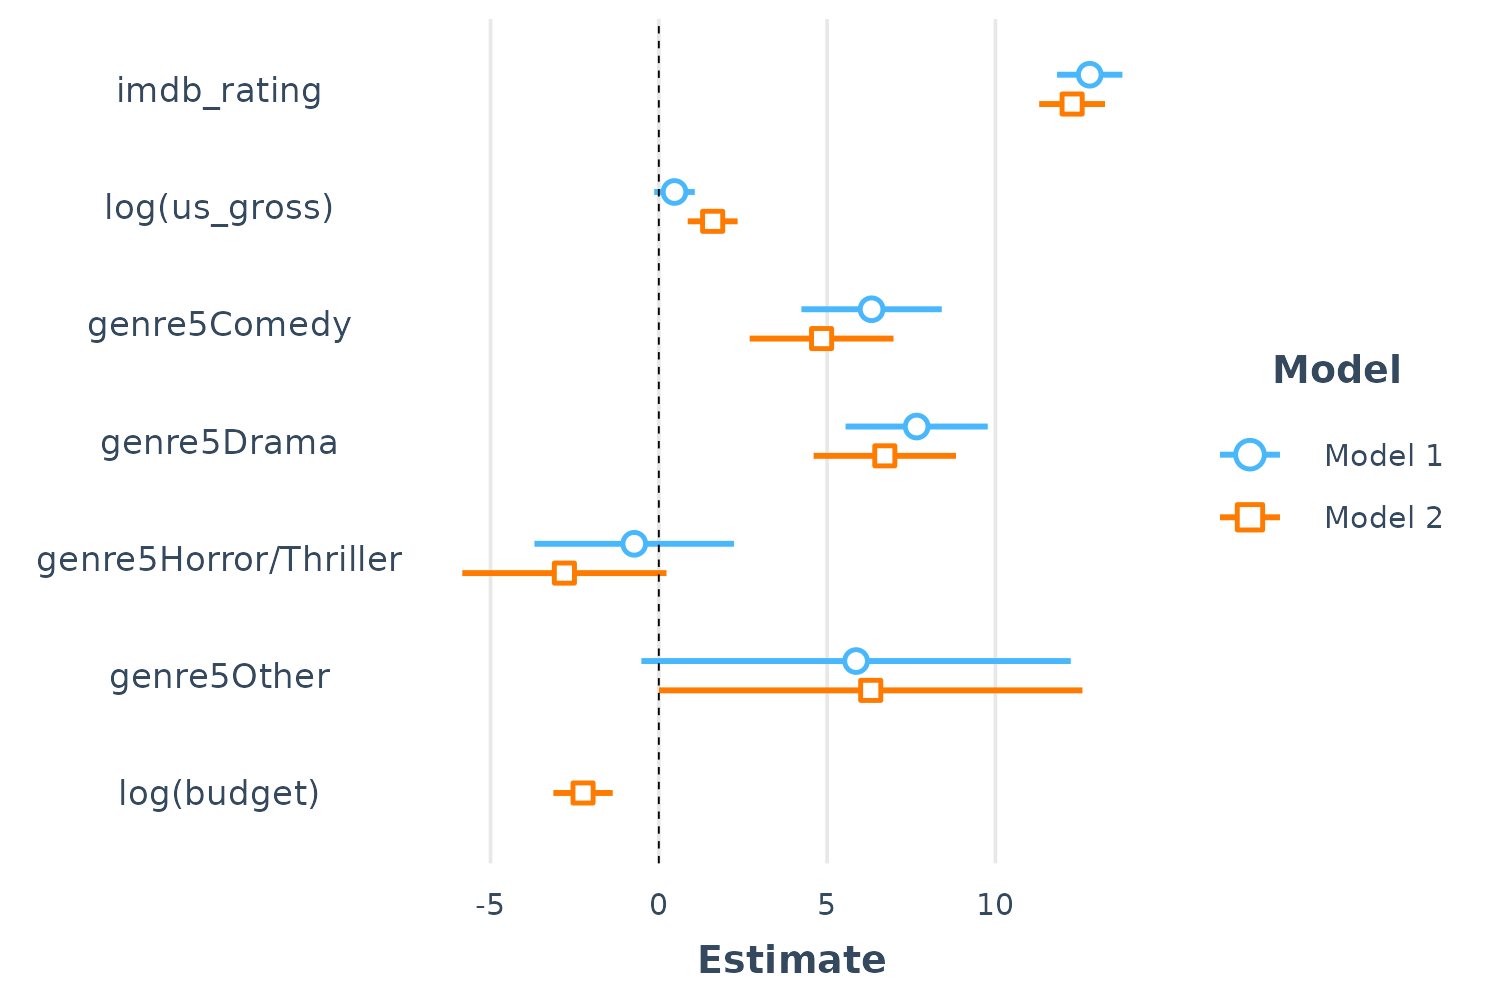 imdb_rating
log(us_gross)
genre5Comedy
genre5Drama
genre5Horror/Thriller
genre5Other
log(budget)
-5 0 5 10
Estimate
Model
Model 1
Model 2